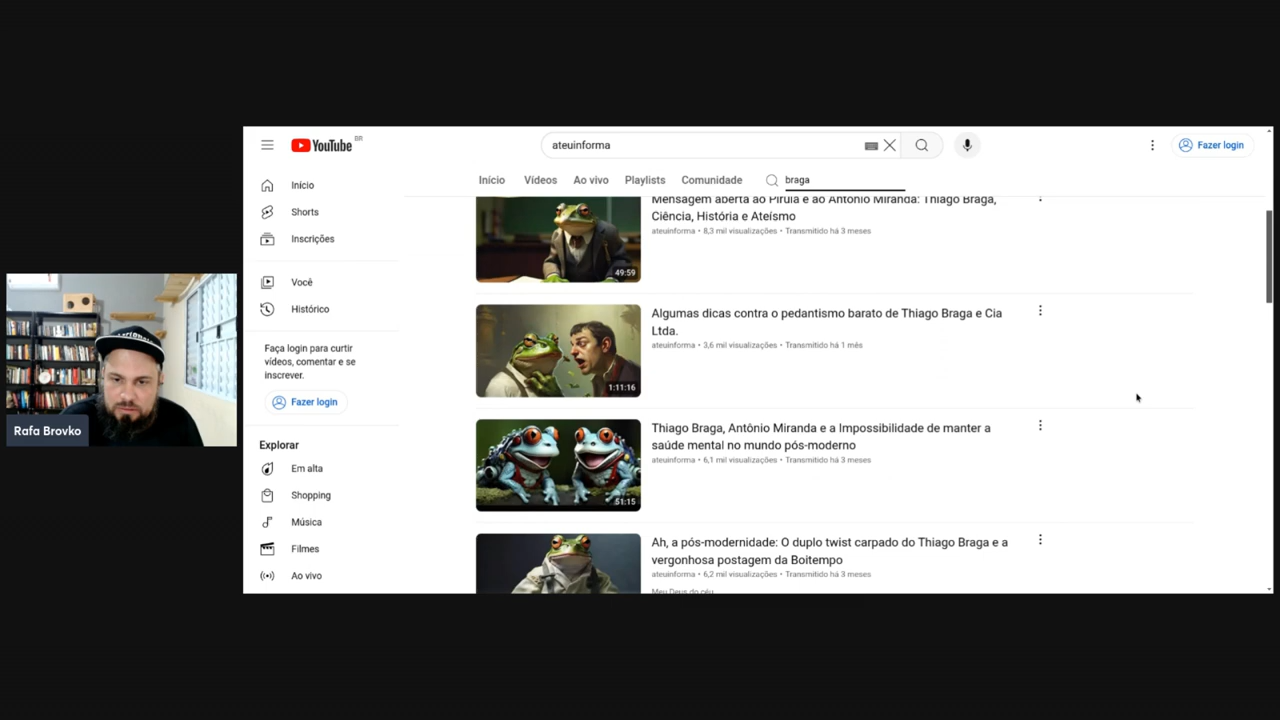 YouTube BR
ateuinforma
Fazer login
Início Vídeos Ao vivo Playlists Comunidade braga
Início
Shorts
Inscrições
Você
Histórico
Faça login para curtir
vídeos, comentar e se
inscrever.
Fazer login
Explorar
Em alta
Shopping
Música
Filmes
Ao vivo
Mensagem aberta ao Pirula e ao Antônio Miranda: Thiago Braga,
Ciência, História e Ateísmo
ateuinforma • 8,3 mil visualizações • Transmitido há 3 meses
49:59
Algumas dicas contra o pedantismo barato de Thiago Braga e Cia
Ltda.
ateuinforma • 3,6 mil visualizações • Transmitido há 1 mês
1:11:16
Thiago Braga, Antônio Miranda e a Impossibilidade de manter a
saúde mental no mundo pós-moderno
ateuinforma • 6,1 mil visualizações • Transmitido há 3 meses
51:15
Ah, a pós-modernidade: O duplo twist carpado do Thiago Braga e a
vergonhosa postagem da Boitempo
ateuinforma • 6,2 mil visualizações • Transmitido há 3 meses
Meu Deus do céu
Rafa Brovko